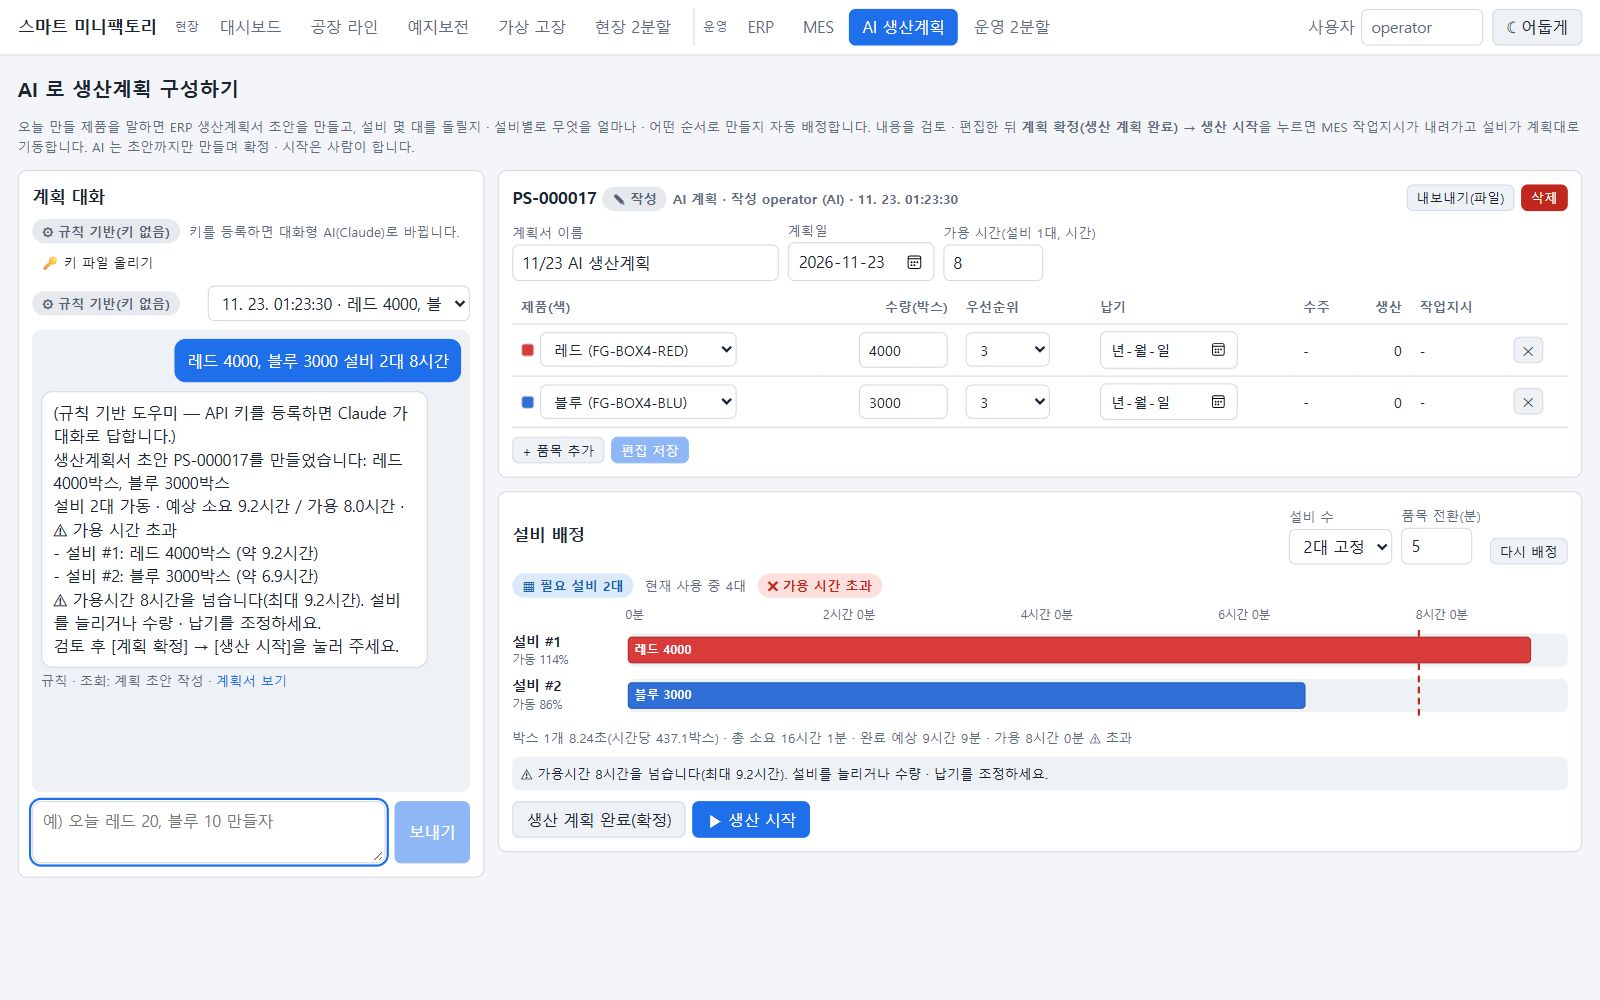 스마트 미니팩토리 현장 대시보드 공장 라인 예지보전 가상 고장 현장 2분할 운영 ERP MES AI 생산계획 운영 2분할 사용자 operator ☾ 어둡게
AI 로 생산계획 구성하기
오늘 만들 제품을 말하면 ERP 생산계획서 초안을 만들고, 설비 몇 대를 돌릴지 · 설비별로 무엇을 얼마나 · 어떤 순서로 만들지 자동 배정합니다. 내용을 검토 · 편집한 뒤 계획 확정(생산 계획 완료) → 생산 시작을 누르면 MES 작업지시가 내려가고 설비가 계획대로
기동합니다. AI 는 초안까지만 만들며 확정 · 시작은 사람이 합니다.
계획 대화
⚙ 규칙 기반(키 없음) 키를 등록하면 대화형 AI(Claude)로 바뀝니다.
🔑 키 파일 올리기
⚙ 규칙 기반(키 없음) 11. 23. 01:23:30 · 레드 4000, 블
레드 4000, 블루 3000 설비 2대 8시간
(규칙 기반 도우미 — API 키를 등록하면 Claude 가
대화로 답합니다.)
생산계획서 초안 PS-000017를 만들었습니다: 레드
4000박스, 블루 3000박스
설비 2대 가동 · 예상 소요 9.2시간 / 가용 8.0시간 ·
⚠ 가용 시간 초과
- 설비 #1: 레드 4000박스 (약 9.2시간)
- 설비 #2: 블루 3000박스 (약 6.9시간)
⚠ 가용시간 8시간을 넘습니다(최대 9.2시간). 설비
를 늘리거나 수량 · 납기를 조정하세요.
검토 후 [계획 확정] → [생산 시작]을 눌러 주세요.
규칙 · 조회: 계획 초안 작성 · 계획서 보기
예) 오늘 레드 20, 블루 10 만들자
보내기
PS-000017 ✎ 작성 AI 계획 · 작성 operator (AI) · 11. 23. 01:23:30 내보내기(파일) 삭제
계획서 이름 계획일 가용 시간(설비 1대, 시간)
11/23 AI 생산계획 2026-11-23 8
제품(색) 수량(박스) 우선순위 납기 수주 생산 작업지시
레드 (FG-BOX4-RED) 4000 3 년-월-일 - 0 - ×
블루 (FG-BOX4-BLU) 3000 3 년-월-일 - 0 - ×
+ 품목 추가 편집 저장
설비 배정 설비 수 품목 전환(분)
2대 고정 5 다시 배정
▦ 필요 설비 2대 현재 사용 중 4대 ✖ 가용 시간 초과
0분 2시간 0분 4시간 0분 6시간 0분 8시간 0분
설비 #1 레드 4000
가동 114%
설비 #2 블루 3000
가동 86%
박스 1개 8.24초(시간당 437.1박스) · 총 소요 16시간 1분 · 완료 예상 9시간 9분 · 가용 8시간 0분 ⚠ 초과
⚠ 가용시간 8시간을 넘습니다(최대 9.2시간). 설비를 늘리거나 수량 · 납기를 조정하세요.
생산 계획 완료(확정) ▶ 생산 시작